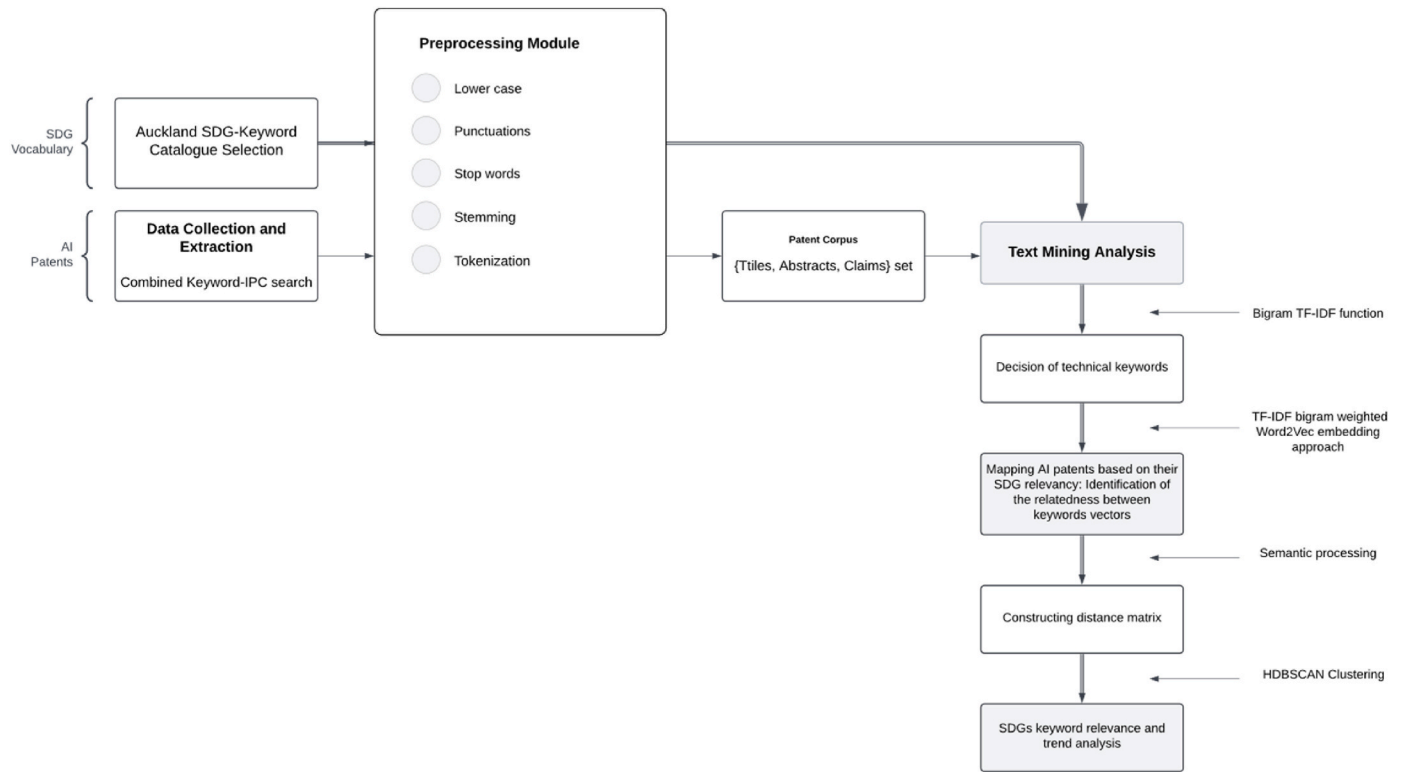 SDG
Vocabulary
Auckland SDG-Keyword
Catalogue Selection
AI
Patents
Data Collection and
Extraction
Combined Keyword-IPC search
Preprocessing Module
Lower case
Punctuations
Stop words
Stemming
Tokenization
Patent Corpus
{Ttiles, Abstracts, Claims} set
Text Mining Analysis
Bigram TF-IDF function
Decision of technical keywords
TF-IDF bigram weighted
Word2Vec embedding
approach
Mapping AI patents based on their
SDG relevancy: Identification of
the relatedness between
keywords vectors
Semantic processing
Constructing distance matrix
HDBSCAN Clustering
SDGs keyword relevance and
trend analysis